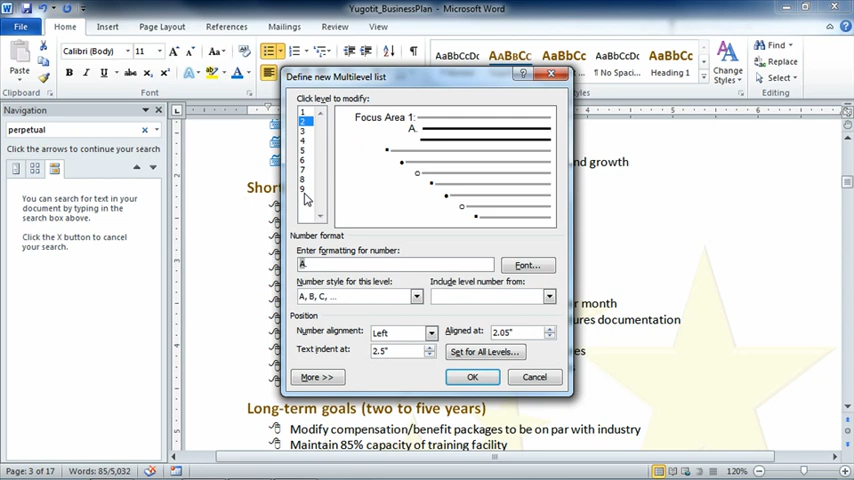 Yugotit_BusinessPlan - Microsoft Word
File Home Insert Page Layout References Mailings Review View
Paste
Clipboard
Calibri (Body) 11
Font
AaBbCcDc AaBbCc AaBbCcDc AaBbCc
Emphasis Heading 1 ¶ No Spaci... Heading 1
Change
Styles
Find
Replace
Select
Editing
Navigation
perpetual
Click the arrows to continue your search
You can search for text in your
document by typing in the search
box above.
Click the X button to cancel
your search.
Define new Multilevel list
Click level to modify:
1
2
3
4
5
6
7
8
9
Focus Area 1:
A.
Number format
Enter formatting for number:
A.
Font...
Number style for this level:
Include level number from:
A, B, C, ...
Position
Number alignment: Left
Aligned at: 2.05"
Text indent at: 2.5"
Set for All Levels...
More >>
OK
Cancel
and growth
Short
per month
ures documentation
es
Long-term goals (two to five years)
Modify compensation/benefit packages to be on par with industry
Maintain 85% capacity of training facility
Page: 3 of 17 Words: 85/5,032
120%